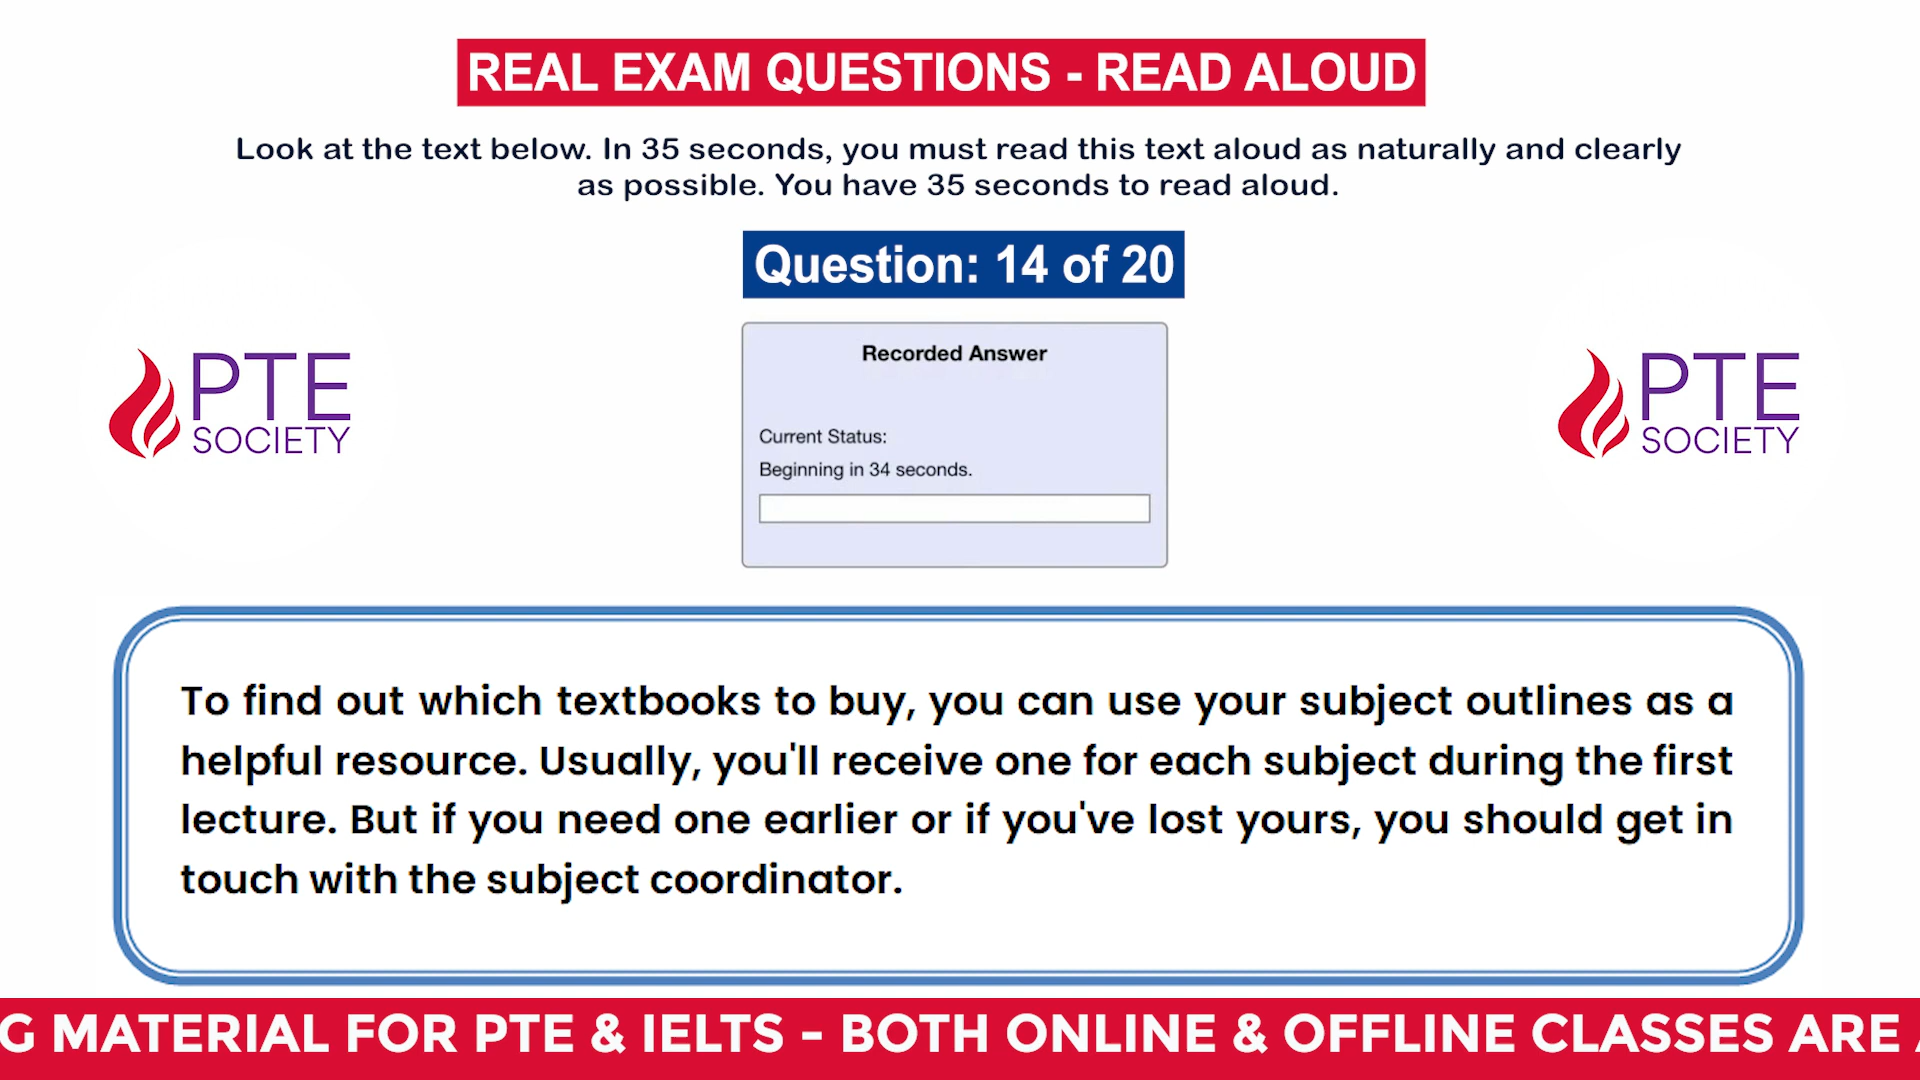 REAL EXAM QUESTIONS - READ ALOUD
Look at the text below. In 35 seconds, you must read this text aloud as naturally and clearly
as possible. You have 35 seconds to read aloud.
Question: 14 of 20
PTE
SOCIETY
Recorded Answer
Current Status:
Beginning in 34 seconds.
PTE
SOCIETY
To find out which textbooks to buy, you can use your subject outlines as a
helpful resource. Usually, you'll receive one for each subject during the first
lecture. But if you need one earlier or if you've lost yours, you should get in
touch with the subject coordinator.
G MATERIAL FOR PTE & IELTS - BOTH ONLINE & OFFLINE CLASSES ARE